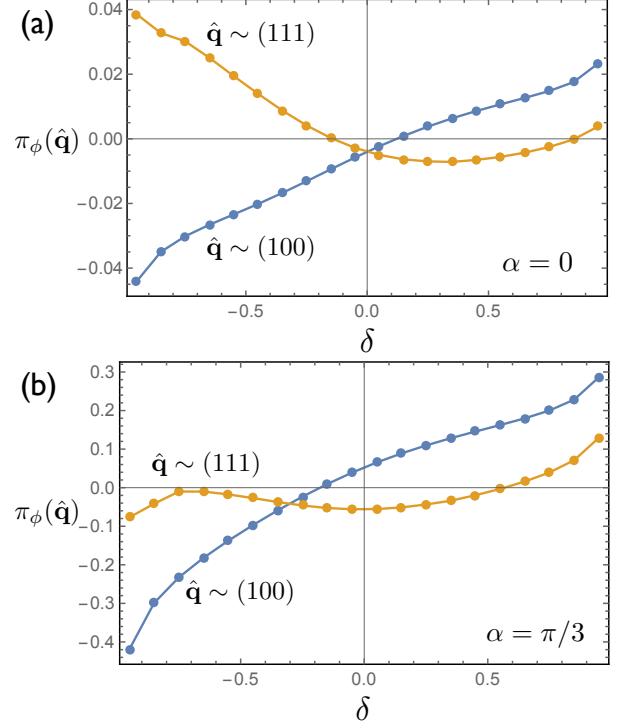 (a)
0.04
q̂ ∼ (111)
0.02
π_ϕ(q̂) 0.00
−0.02
q̂ ∼ (100)
−0.04
α = 0
−0.5 0.0 0.5
δ
(b)
0.3
0.2
0.1
q̂ ∼ (111)
0.0
π_ϕ(q̂)
−0.1
−0.2
q̂ ∼ (100)
−0.3
−0.4
α = π/3
−0.5 0.0 0.5
δ